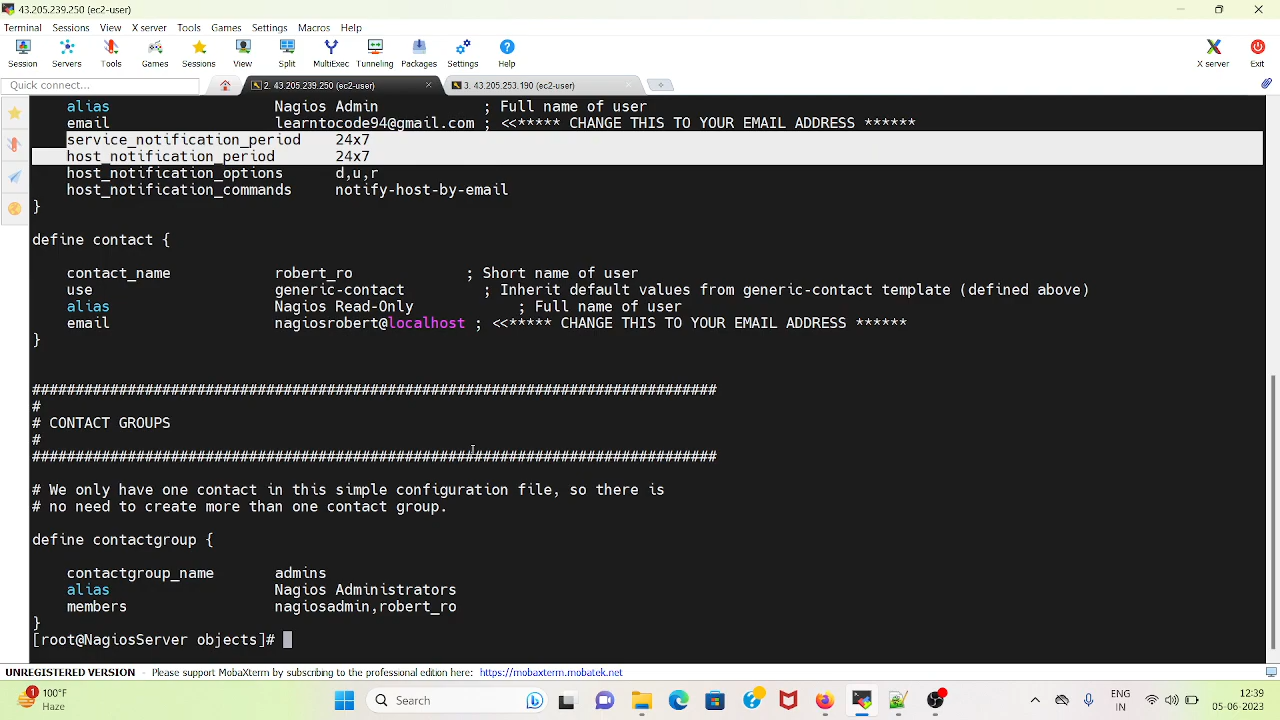 43.205.239.250 (ec2-user)
Terminal Sessions View X server Tools Games Settings Macros Help
Session Servers Tools Games Sessions View Split MultiExec Tunneling Packages Settings Help X server Exit
Quick connect... 2. 43.205.239.250 (ec2-user) 3. 43.205.253.190 (ec2-user)
alias Nagios Admin ; Full name of user
email learntocode94@gmail.com ; <<***** CHANGE THIS TO YOUR EMAIL ADDRESS ******
service_notification_period 24x7
host_notification_period 24x7
host_notification_options d,u,r
host_notification_commands notify-host-by-email
}
define contact {
contact_name robert_ro ; Short name of user
use generic-contact ; Inherit default values from generic-contact template (defined above)
alias Nagios Read-Only ; Full name of user
email nagiosrobert@localhost ; <<***** CHANGE THIS TO YOUR EMAIL ADDRESS ******
}
###############################################################################
#
# CONTACT GROUPS
#
###############################################################################
# We only have one contact in this simple configuration file, so there is
# no need to create more than one contact group.
define contactgroup {
contactgroup_name admins
alias Nagios Administrators
members nagiosadmin,robert_ro
}
[root@NagiosServer objects]#
UNREGISTERED VERSION - Please support MobaXterm by subscribing to the professional edition here: https://mobaxterm.mobatek.net
1 100°F
Haze
Search
ENG
IN
12:39
05-06-2023